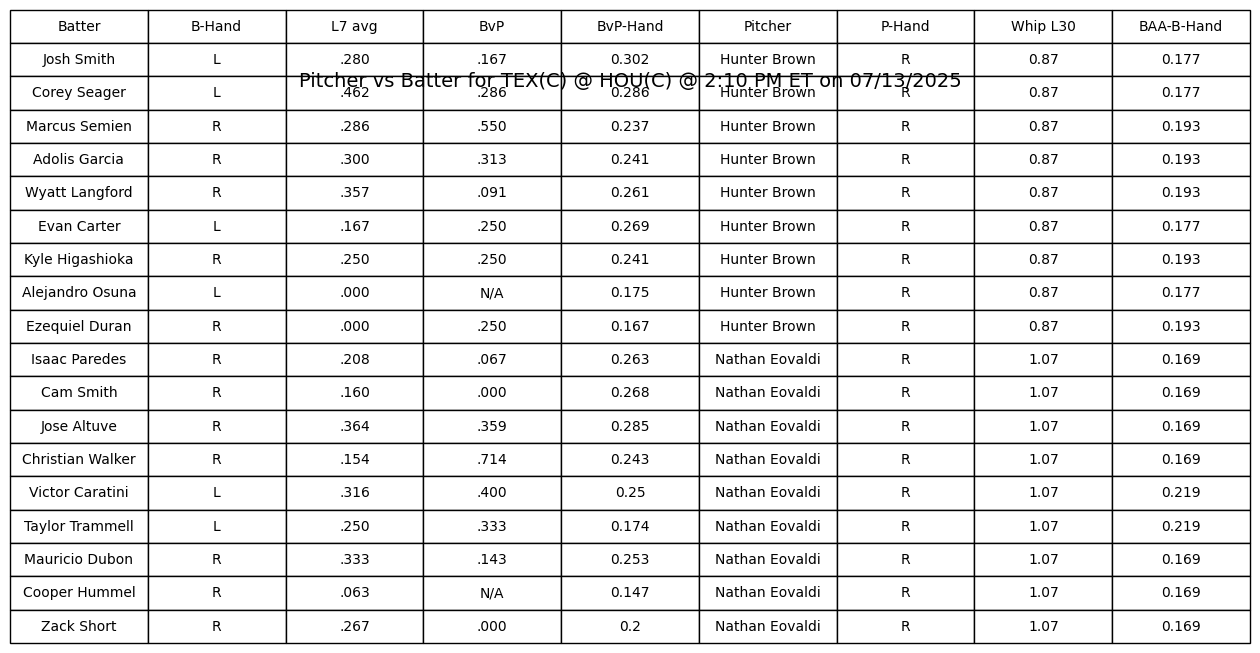 Batter B-Hand L7 avg BvP BvP-Hand Pitcher P-Hand Whip L30 BAA-B-Hand
Josh Smith L .280 .167 0.302 Hunter Brown R 0.87 0.177
Pitcher vs Batter for TEX(C) @ HOU(C) @ 2:10 PM ET on 07/13/2025
Corey Seager L .462 .286 0.286 Hunter Brown R 0.87 0.177
Marcus Semien R .286 .550 0.237 Hunter Brown R 0.87 0.193
Adolis Garcia R .300 .313 0.241 Hunter Brown R 0.87 0.193
Wyatt Langford R .357 .091 0.261 Hunter Brown R 0.87 0.193
Evan Carter L .167 .250 0.269 Hunter Brown R 0.87 0.177
Kyle Higashioka R .250 .250 0.241 Hunter Brown R 0.87 0.193
Alejandro Osuna L .000 N/A 0.175 Hunter Brown R 0.87 0.177
Ezequiel Duran R .000 .250 0.167 Hunter Brown R 0.87 0.193
Isaac Paredes R .208 .067 0.263 Nathan Eovaldi R 1.07 0.169
Cam Smith R .160 .000 0.268 Nathan Eovaldi R 1.07 0.169
Jose Altuve R .364 .359 0.285 Nathan Eovaldi R 1.07 0.169
Christian Walker R .154 .714 0.243 Nathan Eovaldi R 1.07 0.169
Victor Caratini L .316 .400 0.25 Nathan Eovaldi R 1.07 0.219
Taylor Trammell L .250 .333 0.174 Nathan Eovaldi R 1.07 0.219
Mauricio Dubon R .333 .143 0.253 Nathan Eovaldi R 1.07 0.169
Cooper Hummel R .063 N/A 0.147 Nathan Eovaldi R 1.07 0.169
Zack Short R .267 .000 0.2 Nathan Eovaldi R 1.07 0.169